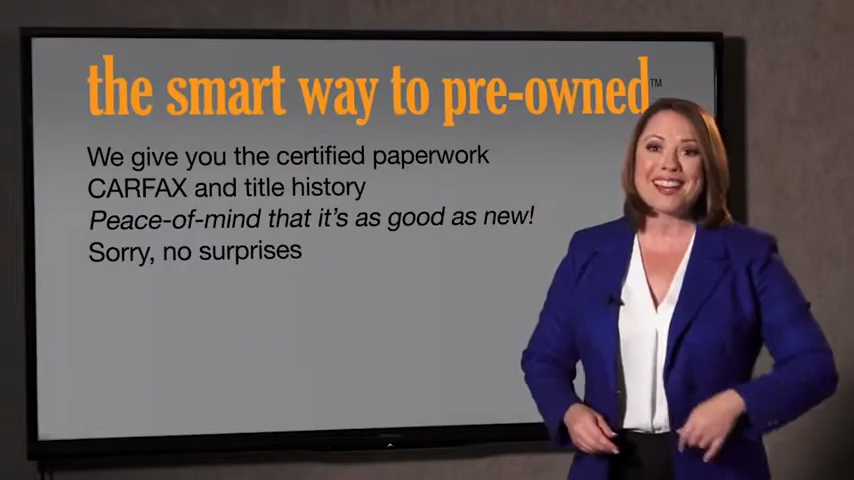 the smart way to pre-owned™
We give you the certified paperwork
CARFAX and title history
Peace-of-mind that it's as good as new!
Sorry, no surprises